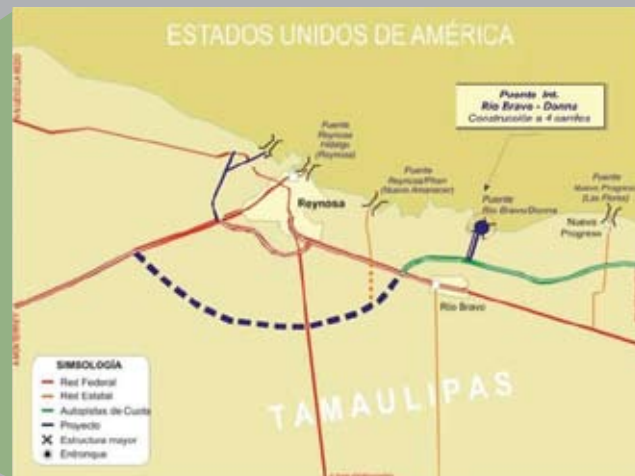 ESTADOS UNIDOS DE AMÉRICA
Puente Int.
Río Bravo - Donna
Construcción a 4 carriles
Puente
Reynosa
Hidalgo
(Reynosa)
Puente
Reynosa/Pharr
(Nuevo Amanecer)
Puente
Nuevo Progreso
(Las Flores)
Puente
Río Bravo/Donna
Reynosa
Nuevo
Progreso
Río Bravo
A MONTERREY
TAMAULIPAS
SIMSOLOGÍA
Red Federal
Red Estatal
Autopistas de Cuota
Proyecto
Estructura mayor
Entronque